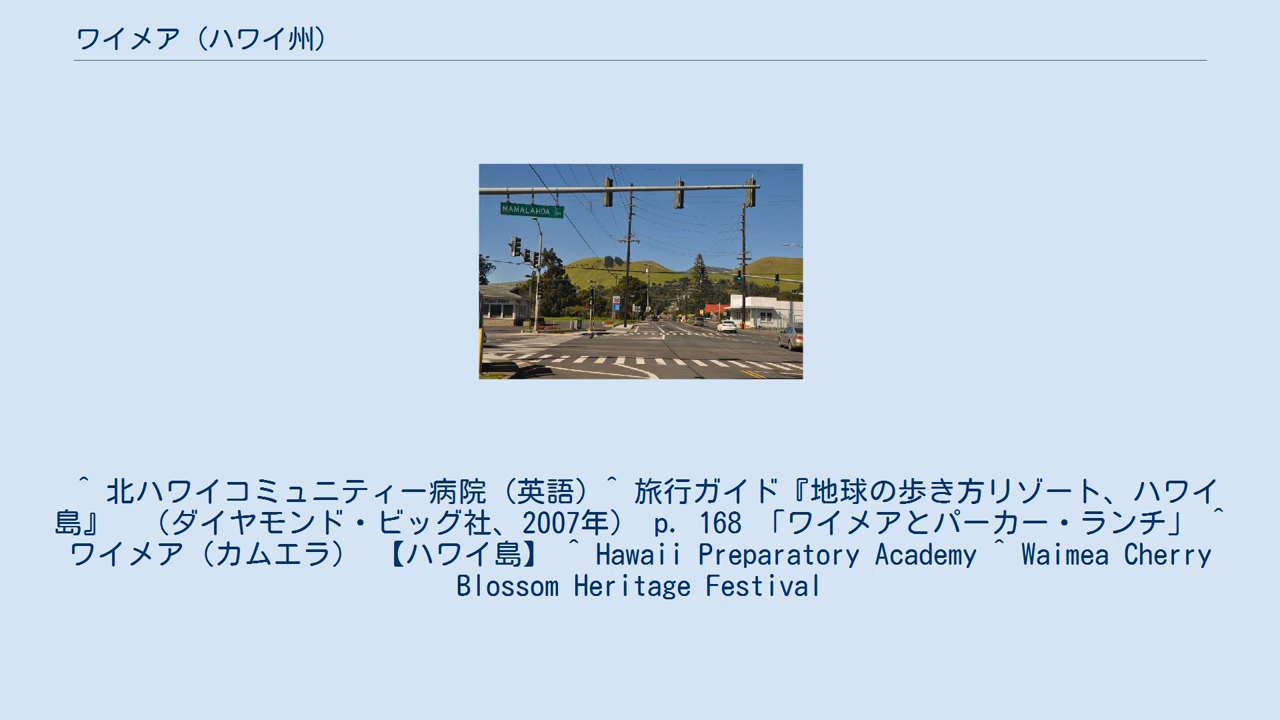 ワイメア（ハワイ州）
MAMALAHOA
＾ 北ハワイコミュニティー病院（英語）＾ 旅行ガイド『地球の歩き方リゾート、ハワイ
島』　（ダイヤモンド・ビッグ社、2007年） p. 168 「ワイメアとパーカー・ランチ」 ＾
ワイメア（カムエラ） 【ハワイ島】 ＾ Hawaii Preparatory Academy ＾ Waimea Cherry
Blossom Heritage Festival